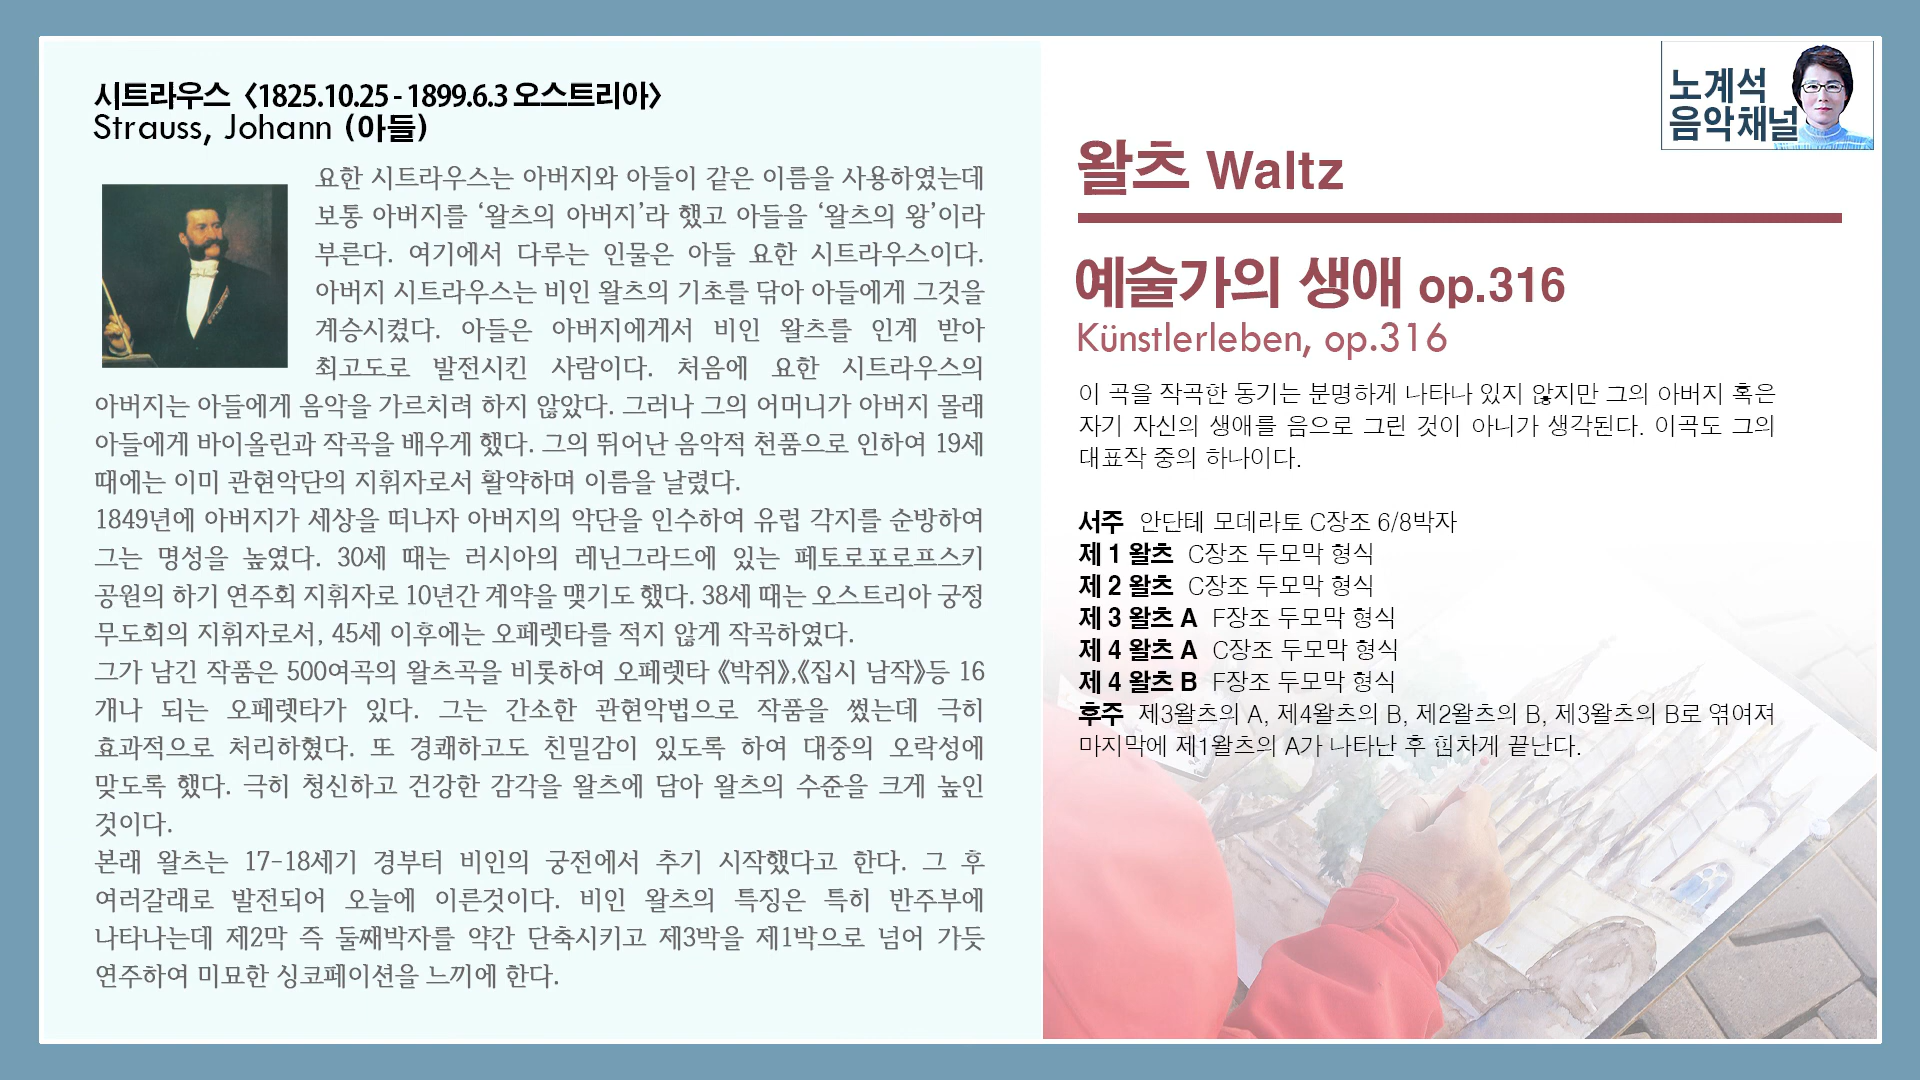 시트라우스 〈1825.10.25 - 1899.6.3 오스트리아〉
Strauss, Johann (아들)
요한 시트라우스는 아버지와 아들이 같은 이름을 사용하였는데
보통 아버지를 ‘왈츠의 아버지’라 했고 아들을 ‘왈츠의 왕’이라
부른다. 여기에서 다루는 인물은 아들 요한 시트라우스이다.
아버지 시트라우스는 비인 왈츠의 기초를 닦아 아들에게 그것을
계승시켰다. 아들은 아버지에게서 비인 왈츠를 인계 받아
최고도로 발전시킨 사람이다. 처음에 요한 시트라우스의
아버지는 아들에게 음악을 가르치려 하지 않았다. 그러나 그의 어머니가 아버지 몰래
아들에게 바이올린과 작곡을 배우게 했다. 그의 뛰어난 음악적 천품으로 인하여 19세
때에는 이미 관현악단의 지휘자로서 활약하며 이름을 날렸다.
1849년에 아버지가 세상을 떠나자 아버지의 악단을 인수하여 유럽 각지를 순방하여
그는 명성을 높였다. 30세 때는 러시아의 레닌그라드에 있는 페토로포로프스키
공원의 하기 연주회 지휘자로 10년간 계약을 맺기도 했다. 38세 때는 오스트리아 궁정
무도회의 지휘자로서, 45세 이후에는 오페렛타를 적지 않게 작곡하였다.
그가 남긴 작품은 500여곡의 왈츠곡을 비롯하여 오페렛타 《박쥐》,《집시 남작》등 16
개나 되는 오페렛타가 있다. 그는 간소한 관현악법으로 작품을 썼는데 극히
효과적으로 처리하혔다. 또 경쾌하고도 친밀감이 있도록 하여 대중의 오락성에
맞도록 했다. 극히 청신하고 건강한 감각을 왈츠에 담아 왈츠의 수준을 크게 높인
것이다.
본래 왈츠는 17-18세기 경부터 비인의 궁전에서 추기 시작했다고 한다. 그 후
여러갈래로 발전되어 오늘에 이른것이다. 비인 왈츠의 특징은 특히 반주부에
나타나는데 제2막 즉 둘째박자를 약간 단축시키고 제3박을 제1박으로 넘어 가듯
연주하여 미묘한 싱코페이션을 느끼에 한다.
노계석
음악채널
왈츠 Waltz
예술가의 생애 op.316
Künstlerleben, op.316
이 곡을 작곡한 동기는 분명하게 나타나 있지 않지만 그의 아버지 혹은
자기 자신의 생애를 음으로 그린 것이 아니가 생각된다. 이곡도 그의
대표작 중의 하나이다.
서주 안단테 모데라토 C장조 6/8박자
제 1 왈츠 C장조 두모막 형식
제 2 왈츠 C장조 두모막 형식
제 3 왈츠 A F장조 두모막 형식
제 4 왈츠 A C장조 두모막 형식
제 4 왈츠 B F장조 두모막 형식
후주 제3왈츠의 A, 제4왈츠의 B, 제2왈츠의 B, 제3왈츠의 B로 엮여져
마지막에 제1왈츠의 A가 나타난 후 힘차게 끝난다.